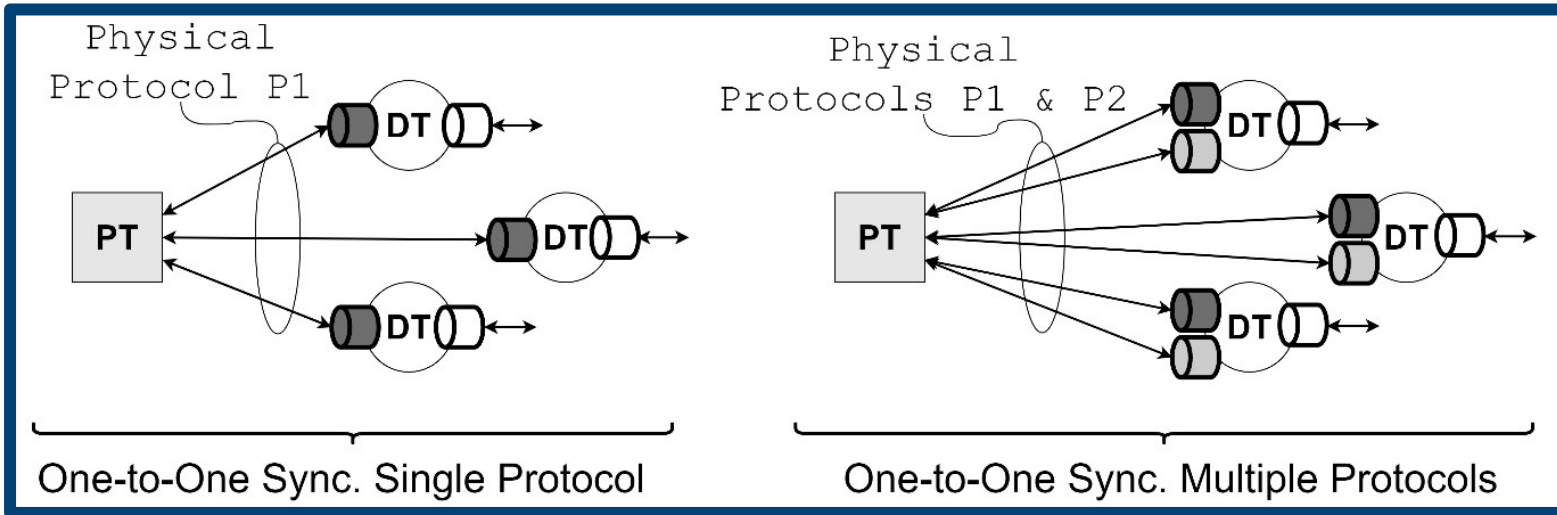 Physical
Protocol P1
DT
PT
DT
DT
One-to-One Sync. Single Protocol
Physical
Protocols P1 & P2
DT
PT
DT
DT
One-to-One Sync. Multiple Protocols